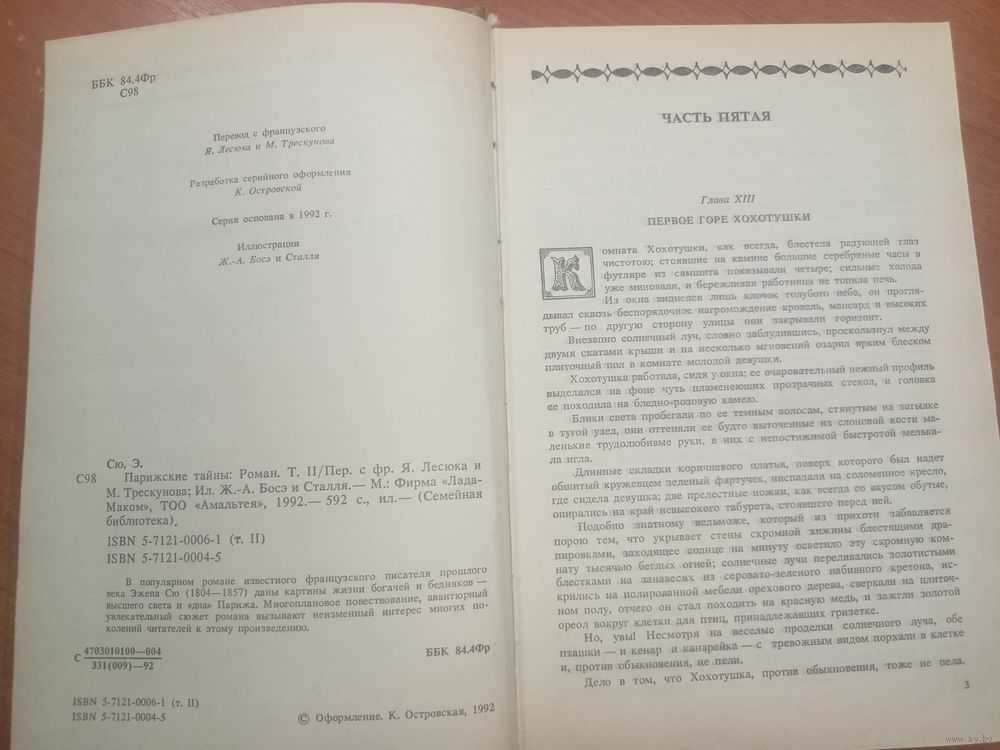 ББК 84.4Фр
С98
Перевод с французского
Я. Лесюка и М. Трескунова
Разработка серийного оформления
К. Островской
Серия основана в 1992 г.
Иллюстрации
Ж.-А. Босэ и Сталля
Сю, Э.
С98 Парижские тайны: Роман. Т. II/Пер. с фр. Я. Лесюка и
М. Трескунова; Ил. Ж.-А. Босэ и Сталля.— М.: Фирма «Лада-
Маком», ТОО «Амальтея», 1992.— 592 с., ил.— (Семейная
библиотека).
ISBN 5-7121-0006-1 (т. II)
ISBN 5-7121-0004-5
В популярном романе известного французского писателя прошлого
века Эжена Сю (1804—1857) даны картины жизни богачей и бедняков —
высшего света и «дна» Парижа. Многоплановое повествование, авантюрный
увлекательный сюжет романа вызывают неизменный интерес многих по-
колений читателей к этому произведению.
С 4703010100—004
331(009)—92
ББК 84.4Фр
ISBN 5-7121-0006-1 (т. II)
ISBN 5-7121-0004-5
© Оформление. К. Островская, 1992
ЧАСТЬ ПЯТАЯ
Глава XIII
ПЕРВОЕ ГОРЕ ХОХОТУШКИ
Комната Хохотушки, как всегда, блестела радующей глаз
чистотою; стоявшие на камине большие серебряные часы в
футляре из самшита показывали четыре; сильные холода
уже миновали, и бережливая работница не топила печь.
Из окна виднелся лишь клочок голубого неба, он прогля-
дывал сквозь беспорядочное нагромождение кровель, мансард и высоких
труб — по другую сторону улицы они закрывали горизонт.
Внезапно солнечный луч, словно заблудившись, проскользнул между
двумя скатами крыши и на несколько мгновений озарил ярким блеском
плиточный пол в комнате молодой девушки.
Хохотушка работала, сидя у окна; ее очаровательный нежный профиль
выделялся на фоне чуть пламенеющих прозрачных стекол, и головка
ее походила на бледно-розовую камею.
Блики света пробегали по ее темным волосам, стянутым на затылке
в тугой узел, они оттеняли ее будто выточенные из слоновой кости ма-
ленькие трудолюбивые руки, в них с непостижимой быстротой мелька-
ла игла.
Длинные складки коричневого платья, поверх которого был надет
обшитый кружевцем зеленый фартучек, ниспадали на соломенное кресло,
где сидела девушка; две прелестные ножки, как всегда со вкусом обутые,
опирались на край невысокого табурета, стоявшего перед ней.
Подобно знатному вельможе, который из прихоти забавляется
порою тем, что укрывает стены скромной хижины блестящими дра-
пировками, заходящее солнце на минуту осветило эту скромную ком-
нату тысячью беглых огней; солнечные лучи переливались золотистыми
блестками на занавесях из серовато-зеленого набивного кретона, ис-
крились на полированной мебели орехового дерева, сверкали на плиточ-
ном полу, отчего он стал походить на красную медь, и зажгли золотой
ореол вокруг клетки для птиц, принадлежавших гризетке.
Но, увы! Несмотря на веселые проделки солнечного луча, обе
пташки — и кенар и канарейка — с тревожным видом порхали в клетке
и, против обыкновения, не пели.
Дело в том, что Хохотушка, против обыкновения, тоже не пела.
3
www.ay.by